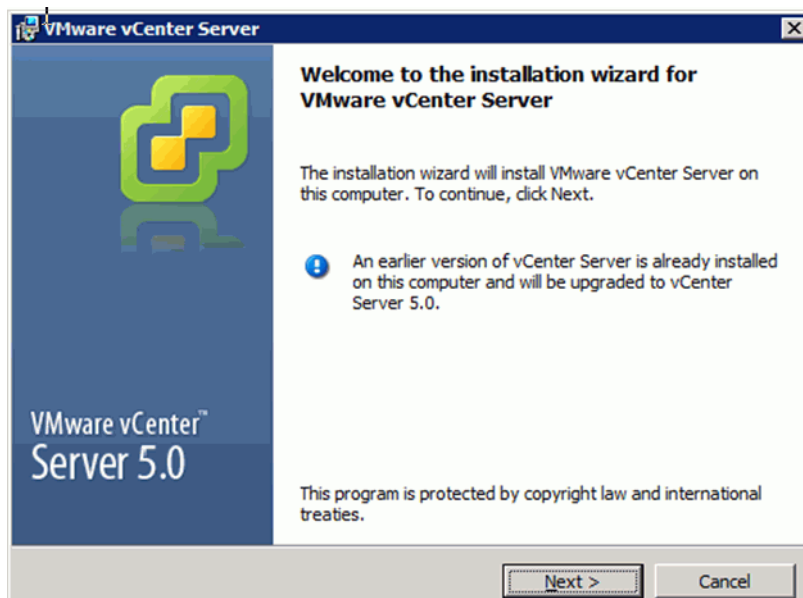 VMware vCenter Server
Welcome to the installation wizard for
VMware vCenter Server
The installation wizard will install VMware vCenter Server on
this computer. To continue, click Next.
An earlier version of vCenter Server is already installed
on this computer and will be upgraded to vCenter
Server 5.0.
VMware vCenter™
Server 5.0
This program is protected by copyright law and international
treaties.
Next >
Cancel